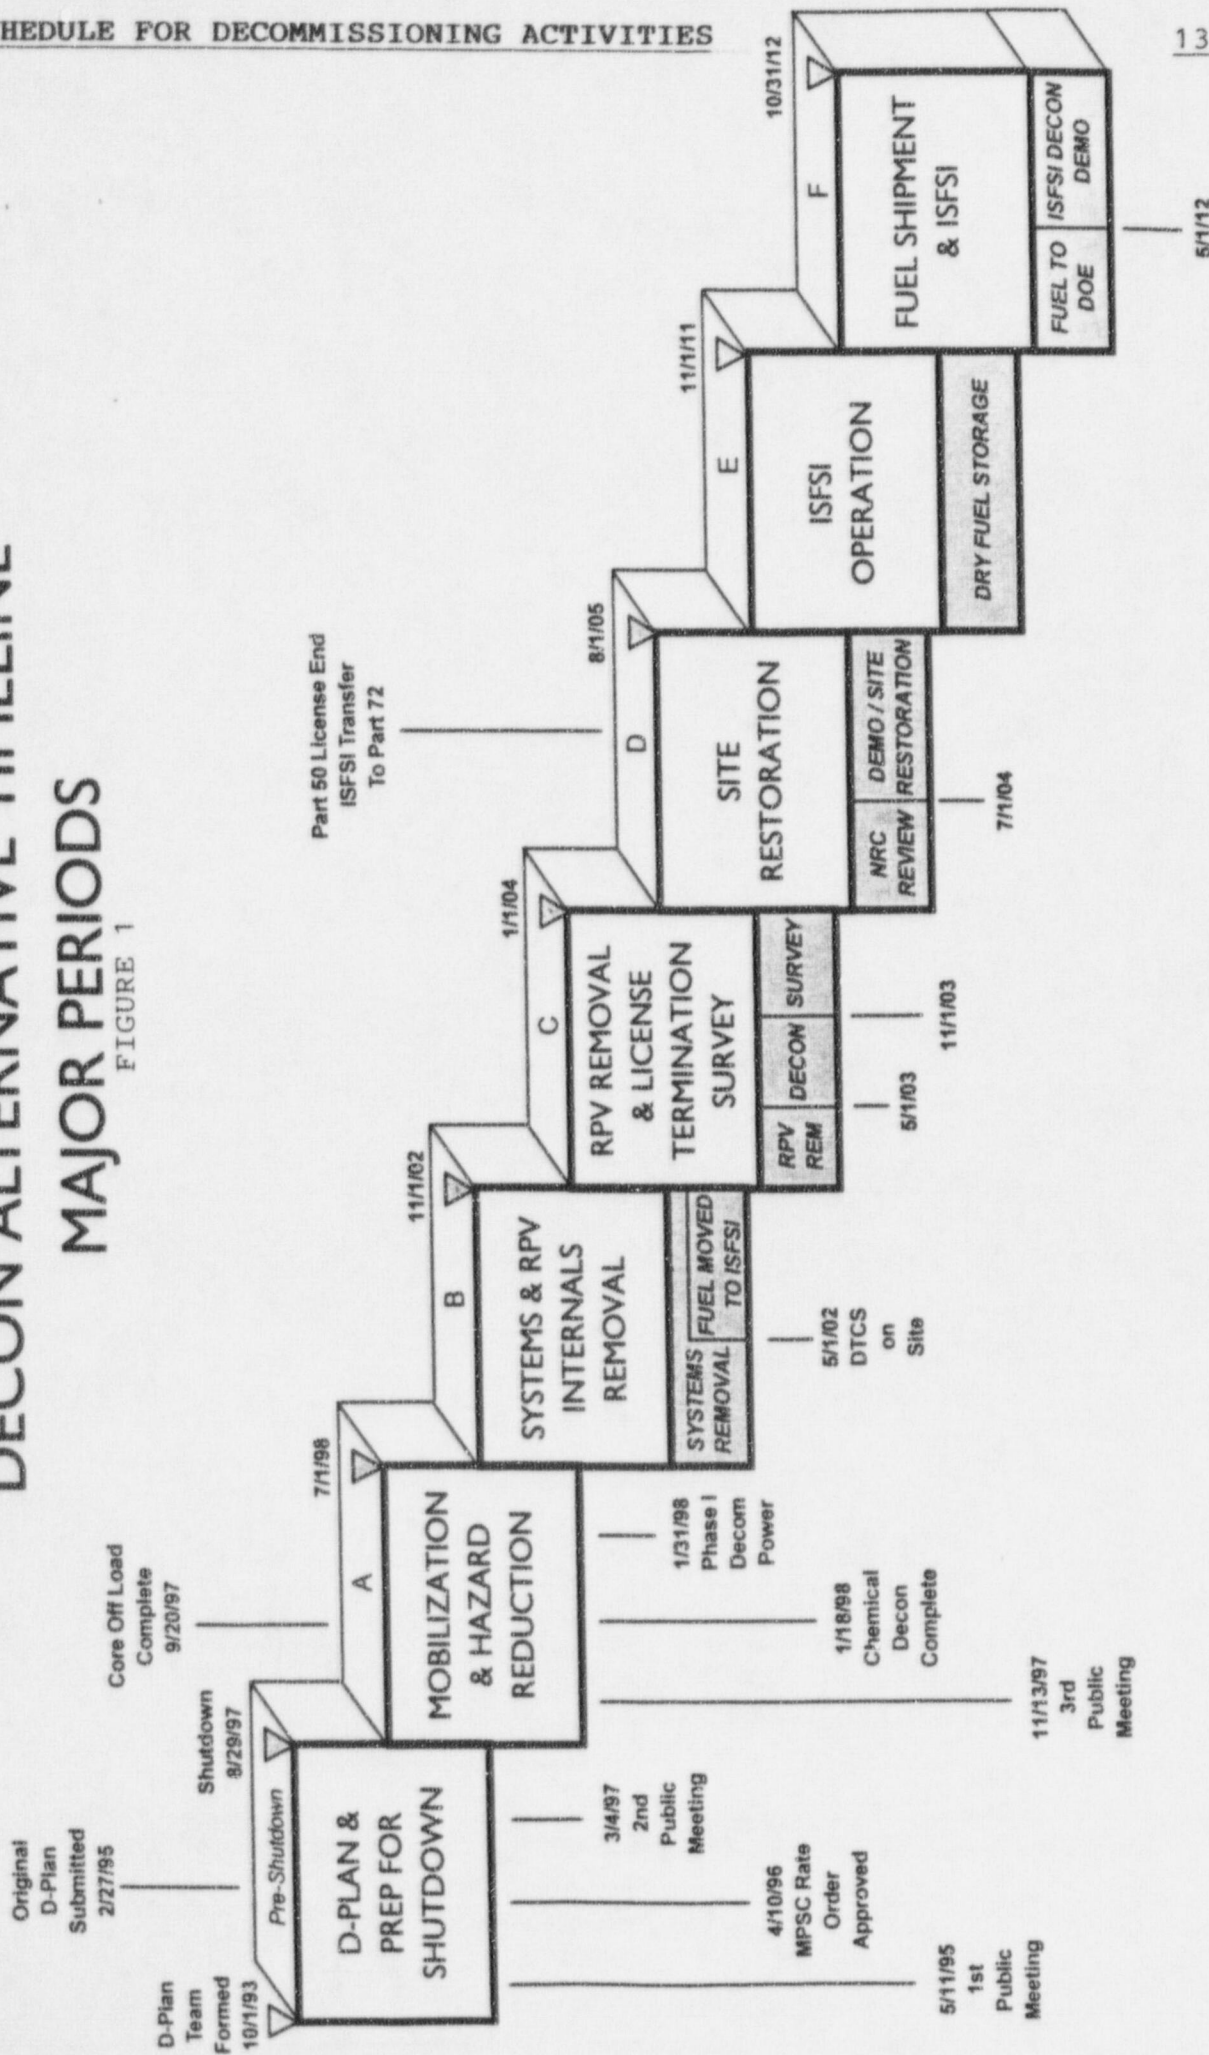 HEDULE FOR DECOMMISSIONING ACTIVITIES
13
DECON ALTERNATIVE TIMELINE
MAJOR PERIODS
FIGURE 1
D-Plan
Team
Formed
10/1/93
Original
D-Plan
Submitted
2/27/95
Shutdown
8/29/97
Core Off Load
Complete
9/20/97
7/1/98
11/1/02
1/1/04
Part 50 License End
ISFSI Transfer
To Part 72
8/1/05
11/1/11
10/31/12
Pre-Shutdown
D-PLAN &
PREP FOR
SHUTDOWN
5/11/95
1st
Public
Meeting
4/10/96
MPSC Rate
Order
Approved
3/4/97
2nd
Public
Meeting
A
MOBILIZATION
& HAZARD
REDUCTION
11/13/97
3rd
Public
Meeting
1/18/98
Chemical
Decon
Complete
1/31/98
Phase I
Decom
Power
B
SYSTEMS & RPV
INTERNALS
REMOVAL
SYSTEMS
REMOVAL
FUEL MOVED
TO ISFSI
5/1/02
DTCS
on
Site
C
RPV REMOVAL
& LICENSE
TERMINATION
SURVEY
RPV
REM
DECON
SURVEY
5/1/03
11/1/03
D
SITE
RESTORATION
NRC
REVIEW
DEMO / SITE
RESTORATION
7/1/04
E
ISFSI
OPERATION
DRY FUEL STORAGE
F
FUEL SHIPMENT
& ISFSI
FUEL TO
DOE
ISFSI DECON
DEMO
5/1/12